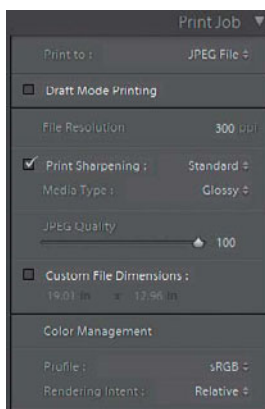 Print Job
Print to : JPEG File
Draft Mode Printing
File Resolution 300 ppi
Print Sharpening : Standard
Media Type : Glossy
JPEG Quality
100
Custom File Dimensions :
19.01 in x 12.96 in
Color Management
Profile : sRGB
Rendering Intent : Relative